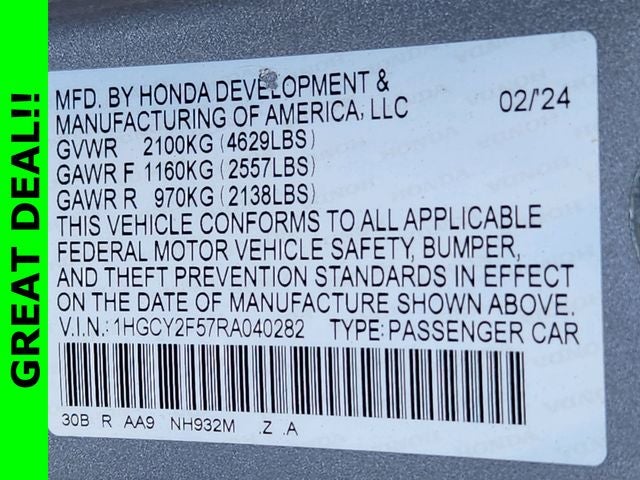 GREAT DEAL!!
MFD. BY HONDA DEVELOPMENT &
MANUFACTURING OF AMERICA, LLC 02/'24
GVWR 2100KG (4629LBS)
GAWR F 1160KG (2557LBS)
GAWR R 970KG (2138LBS)
THIS VEHICLE CONFORMS TO ALL APPLICABLE
FEDERAL MOTOR VEHICLE SAFETY, BUMPER,
AND THEFT PREVENTION STANDARDS IN EFFECT
ON THE DATE OF MANUFACTURE SHOWN ABOVE.
V.I.N.: 1HGCY2F57RA040282 TYPE: PASSENGER CAR
30B R AA9 NH932M .Z .A